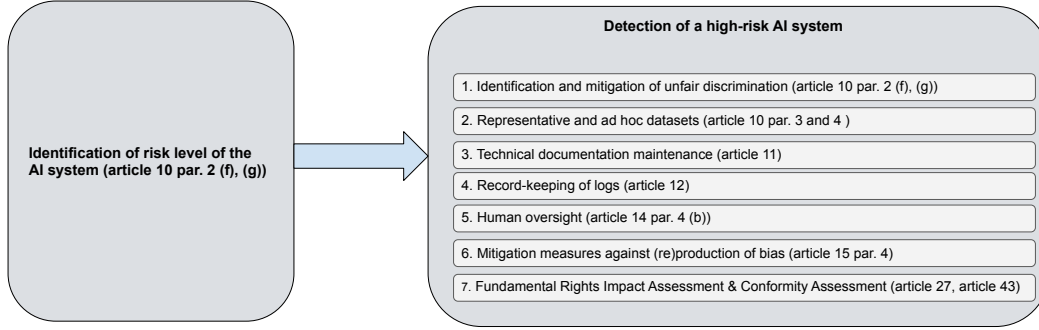 Identification of risk level of the
AI system (article 10 par. 2 (f), (g))
Detection of a high-risk AI system
1. Identification and mitigation of unfair discrimination (article 10 par. 2 (f), (g))
2. Representative and ad hoc datasets (article 10 par. 3 and 4 )
3. Technical documentation maintenance (article 11)
4. Record-keeping of logs (article 12)
5. Human oversight (article 14 par. 4 (b))
6. Mitigation measures against (re)production of bias (article 15 par. 4)
7. Fundamental Rights Impact Assessment & Conformity Assessment (article 27, article 43)